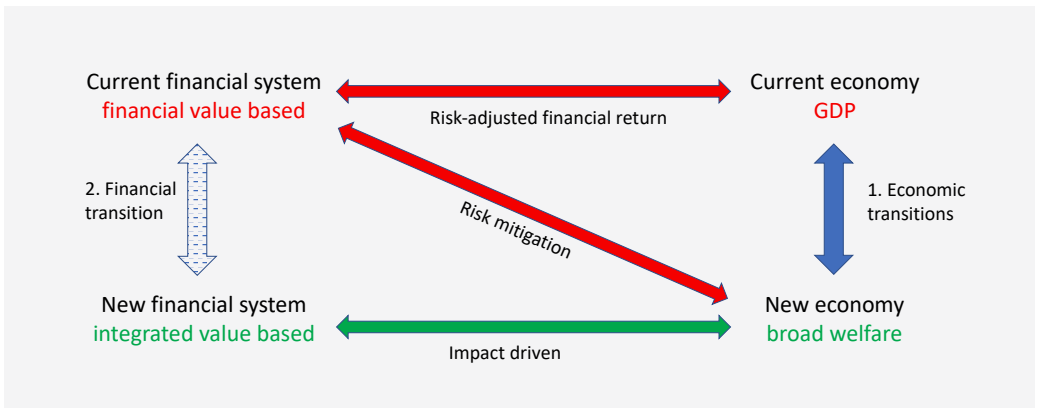 Current financial system
financial value based
Current economy
GDP
Risk-adjusted financial return
2. Financial
transition
1. Economic
transitions
Risk mitigation
New financial system
integrated value based
New economy
broad welfare
Impact driven